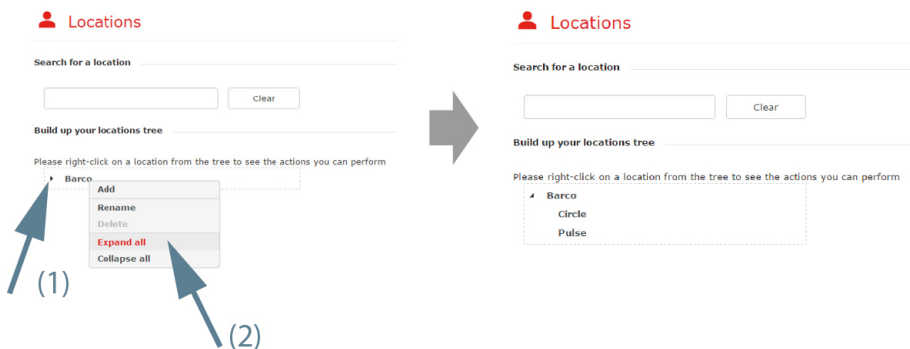 Locations
Search for a location
Clear
Build up your locations tree
Please right-click on a location from the tree to see the actions you can perform
Barco
Add
Rename
Delete
Expand all
Collapse all
(1)
(2)
Locations
Search for a location
Clear
Build up your locations tree
Please right-click on a location from the tree to see the actions you can perform
Barco
Circle
Pulse